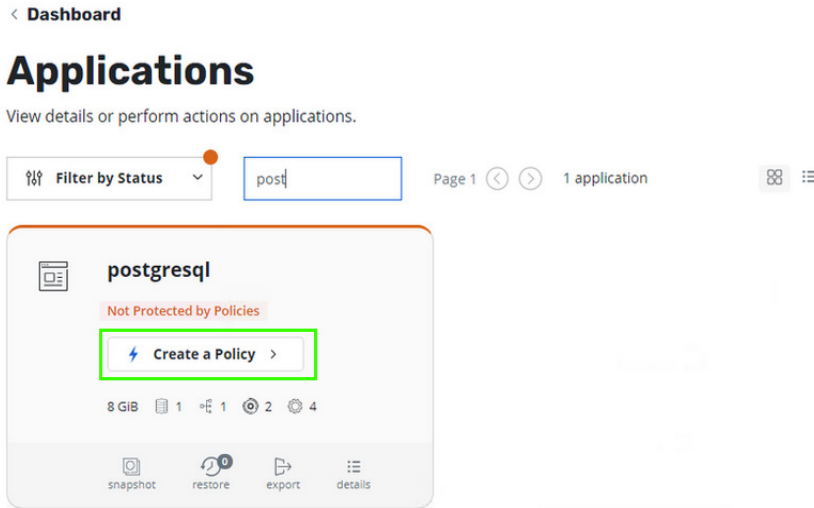 Dashboard
Applications
View details or perform actions on applications.
Filter by Status
post
Page 1
1 application
postgresql
Not Protected by Policies
Create a Policy
8 GiB 1 1 2 4
0
snapshot restore export details